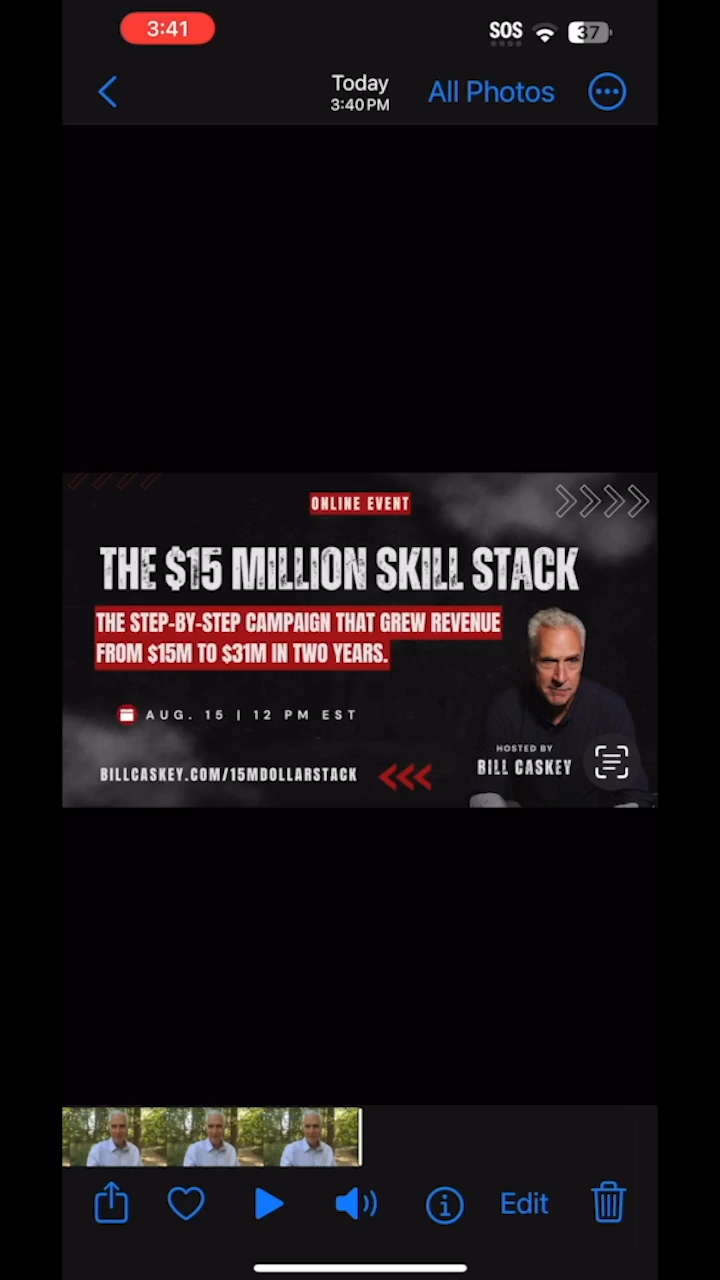 3:41
SOS
37
Today
3:40 PM
All Photos
ONLINE EVENT
THE $15 MILLION SKILL STACK
THE STEP-BY-STEP CAMPAIGN THAT GREW REVENUE
FROM $15M TO $31M IN TWO YEARS.
AUG. 15 | 12 PM EST
HOSTED BY
BILL CASKEY
BILLCASKEY.COM/15MDOLLARSTACK
Edit